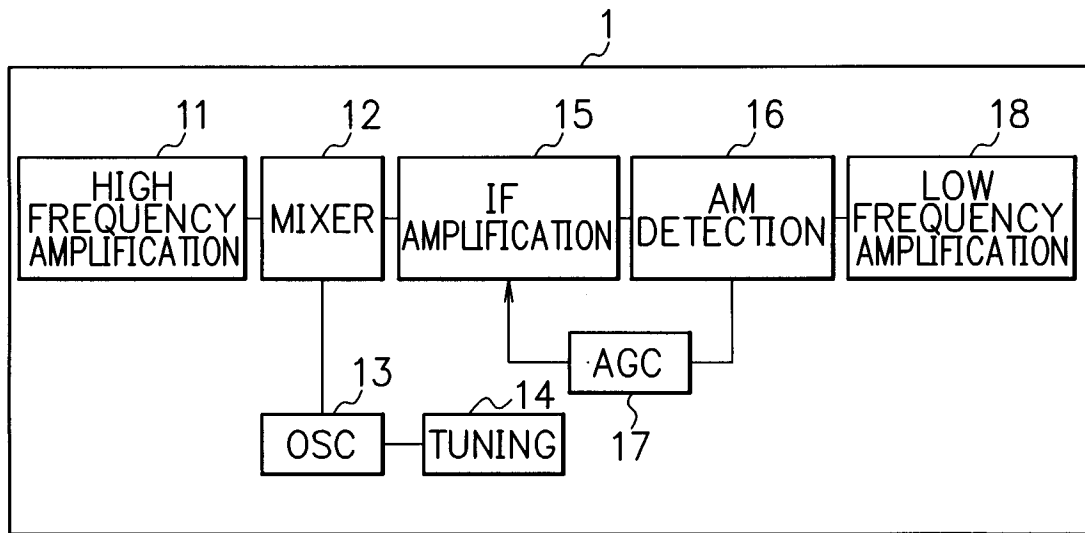 1
11
12
15
16
18
HIGH
FREQUENCY
AMPLIFICATION
MIXER
IF
AMPLIFICATION
AM
DETECTION
LOW
FREQUENCY
AMPLIFICATION
13
14
AGC
17
OSC
TUNING